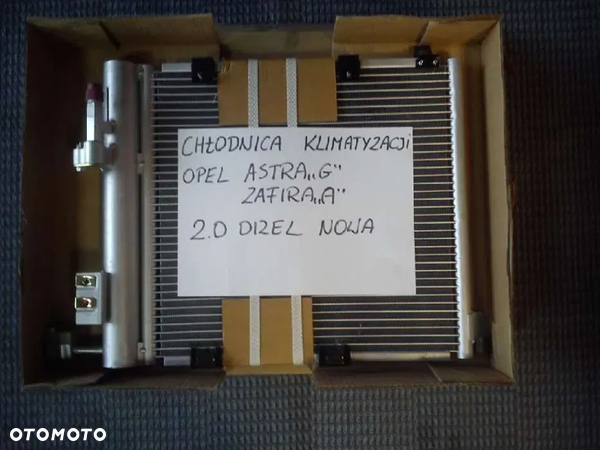 CHŁODNICA KLIMATYZACJI
OPEL ASTRA „G"
ZAFIRA „A"
2.0 DIZEL NOWA
OTOMOTO